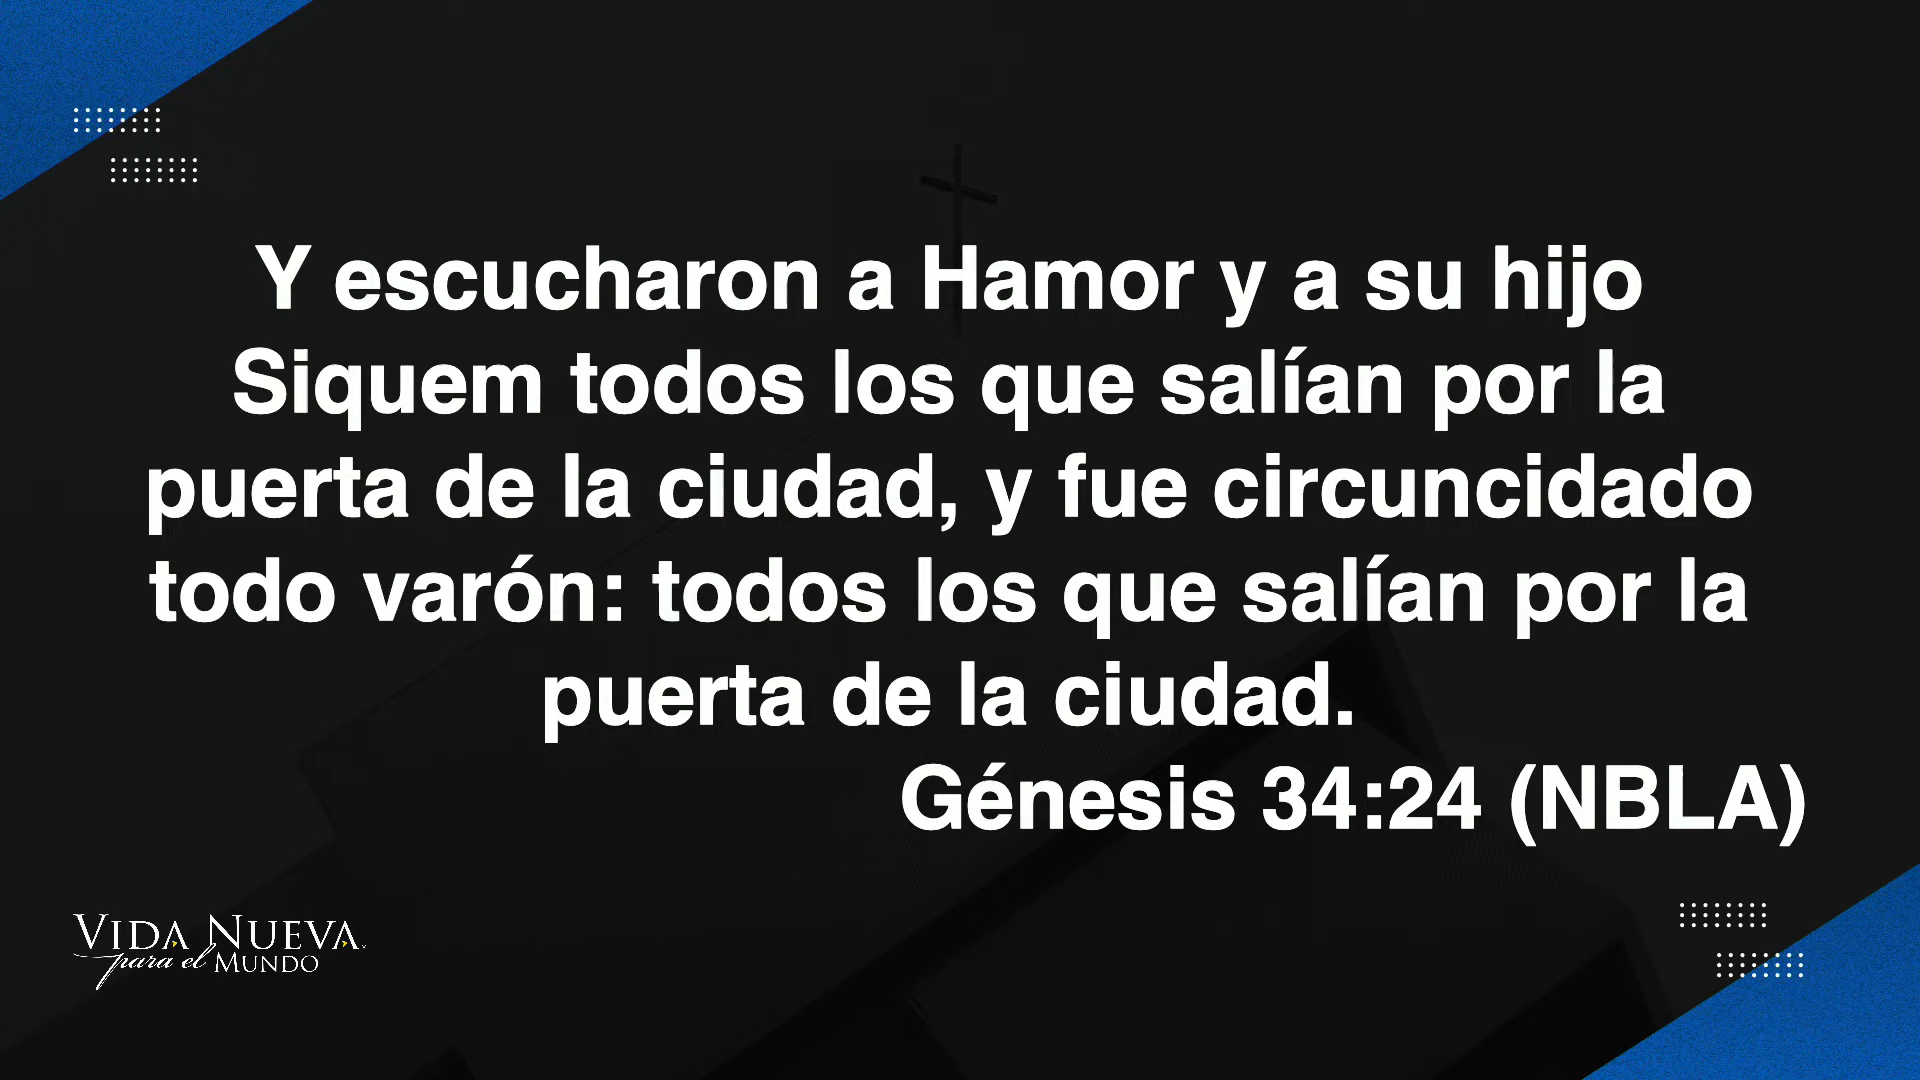 Y escucharon a Hamor y a su hijo
Siquem todos los que salían por la
puerta de la ciudad, y fue circuncidado
todo varón: todos los que salían por la
puerta de la ciudad.
Génesis 34:24 (NBLA)
VIDA NUEVA
para el MUNDO